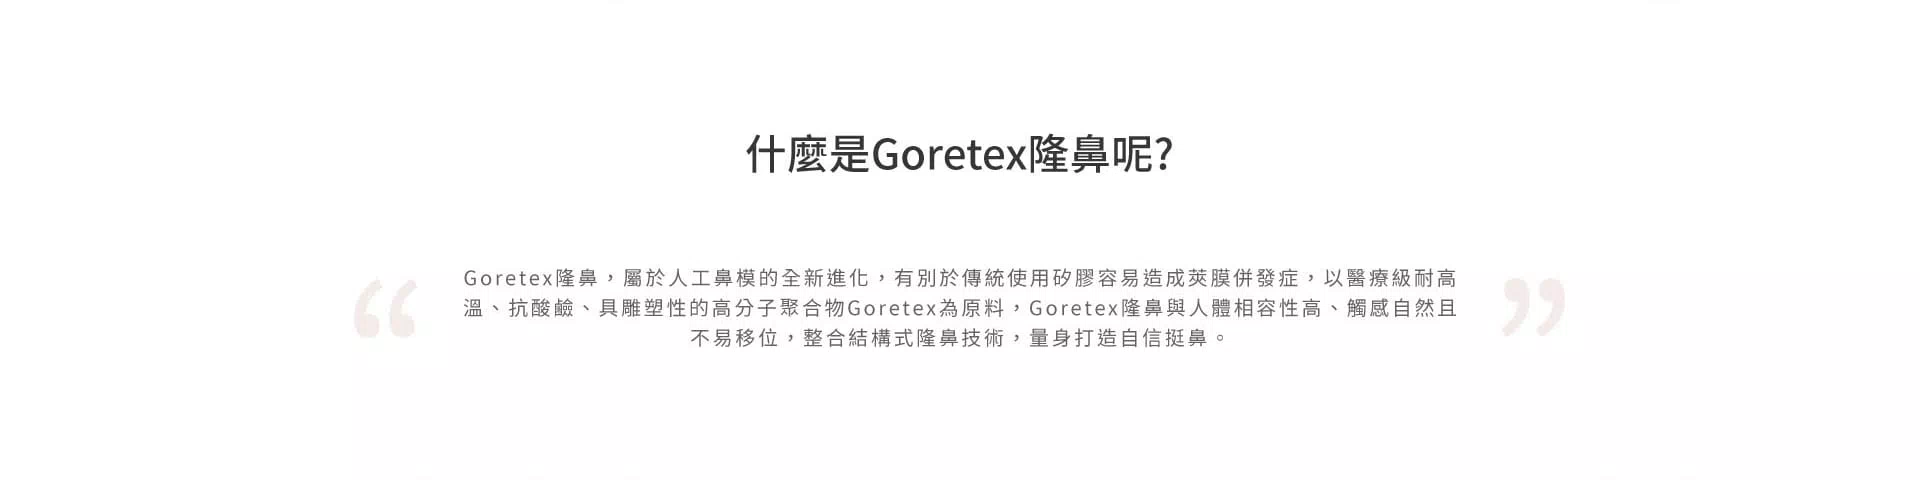 什麼是Goretex隆鼻呢?
Goretex隆鼻，屬於人工鼻模的全新進化，有別於傳統使用矽膠容易造成莢膜併發症，以醫療級耐高
溫、抗酸鹼、具雕塑性的高分子聚合物Goretex為原料，Goretex隆鼻與人體相容性高、觸感自然且
不易移位，整合結構式隆鼻技術，量身打造自信挺鼻。